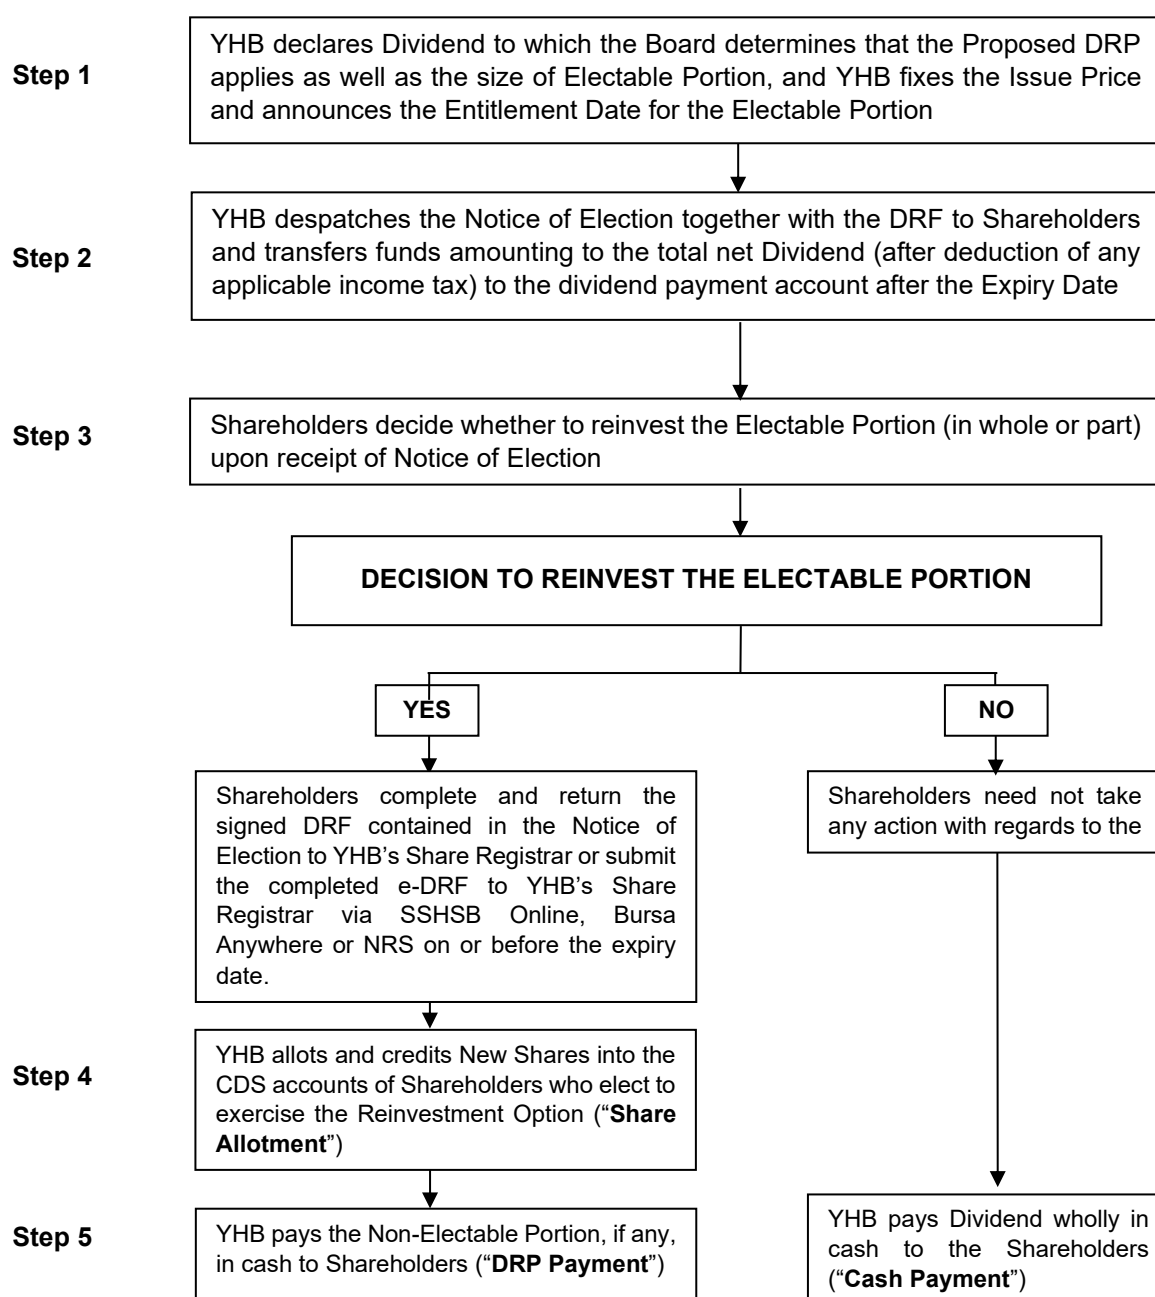 Step 1
YHB declares Dividend to which the Board determines that the Proposed DRP
applies as well as the size of Electable Portion, and YHB fixes the Issue Price
and announces the Entitlement Date for the Electable Portion
Step 2
YHB despatches the Notice of Election together with the DRF to Shareholders
and transfers funds amounting to the total net Dividend (after deduction of any
applicable income tax) to the dividend payment account after the Expiry Date
Step 3
Shareholders decide whether to reinvest the Electable Portion (in whole or part)
upon receipt of Notice of Election
DECISION TO REINVEST THE ELECTABLE PORTION
YES
NO
Shareholders complete and return the
signed DRF contained in the Notice of
Election to YHB's Share Registrar or submit
the completed e-DRF to YHB's Share
Registrar via SSHSB Online, Bursa
Anywhere or NRS on or before the expiry
date.
Shareholders need not take
any action with regards to the
Step 4
YHB allots and credits New Shares into the
CDS accounts of Shareholders who elect to
exercise the Reinvestment Option (“Share
Allotment”)
Step 5
YHB pays the Non-Electable Portion, if any,
in cash to Shareholders (“DRP Payment”)
YHB pays Dividend wholly in
cash to the Shareholders
(“Cash Payment”)